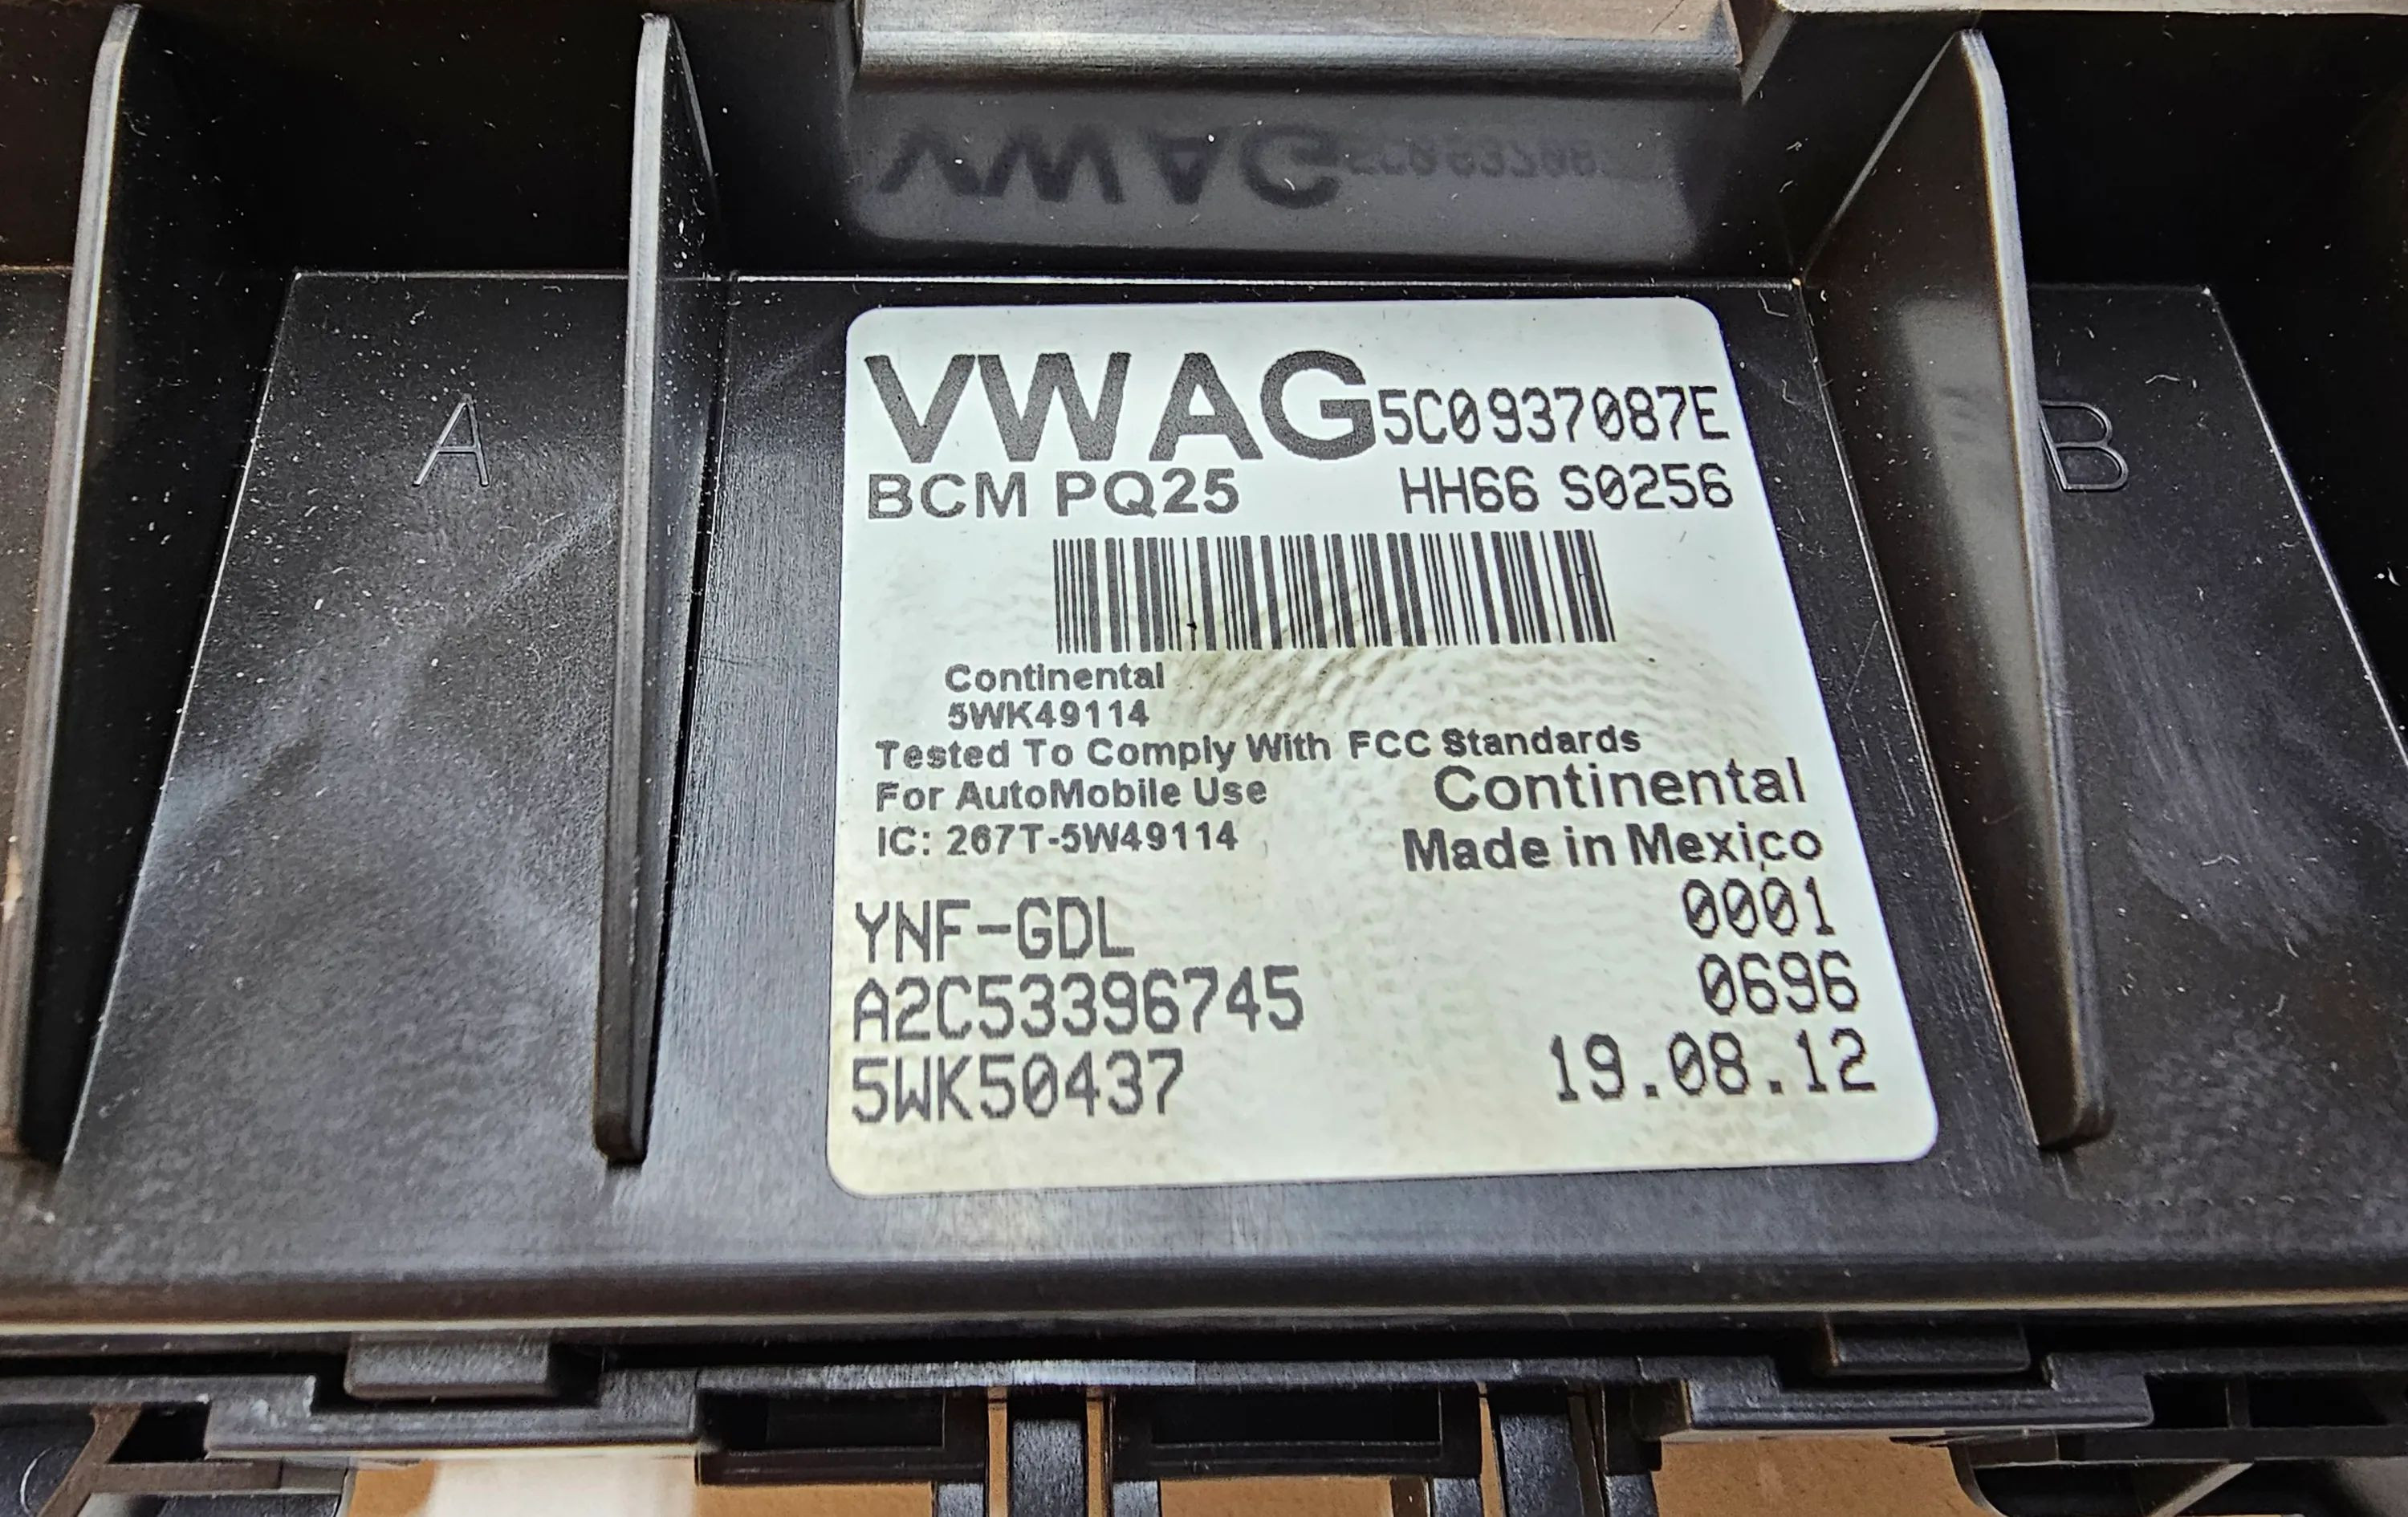 VWAG 5C0937087E
BCM PQ25 HH66 S0256
Continental
5WK49114
Tested To Comply With FCC Standards
For AutoMobile Use
IC: 267T-5W49114
Continental
Made in Mexico
YNF-GDL 0001
A2C53396745 0696
5WK50437 19.08.12
A
B